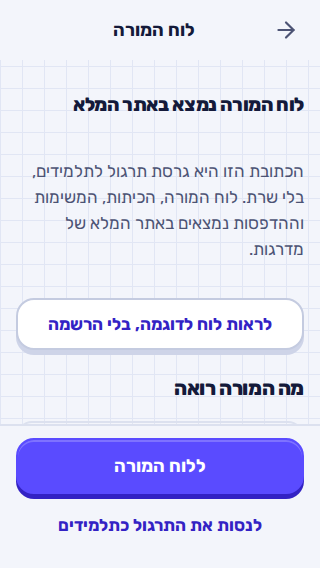 לוח המורה
לוח המורה נמצא באתר המלא
הכתובת הזו היא גרסת תרגול לתלמידים,
בלי שרת. לוח המורה, הכיתות, המשימות
וההדפסות נמצאים באתר המלא של
מדרגות.
לראות לוח לדוגמה, בלי הרשמה
מה המורה רואה
ללוח המורה
לנסות את התרגול כתלמידים